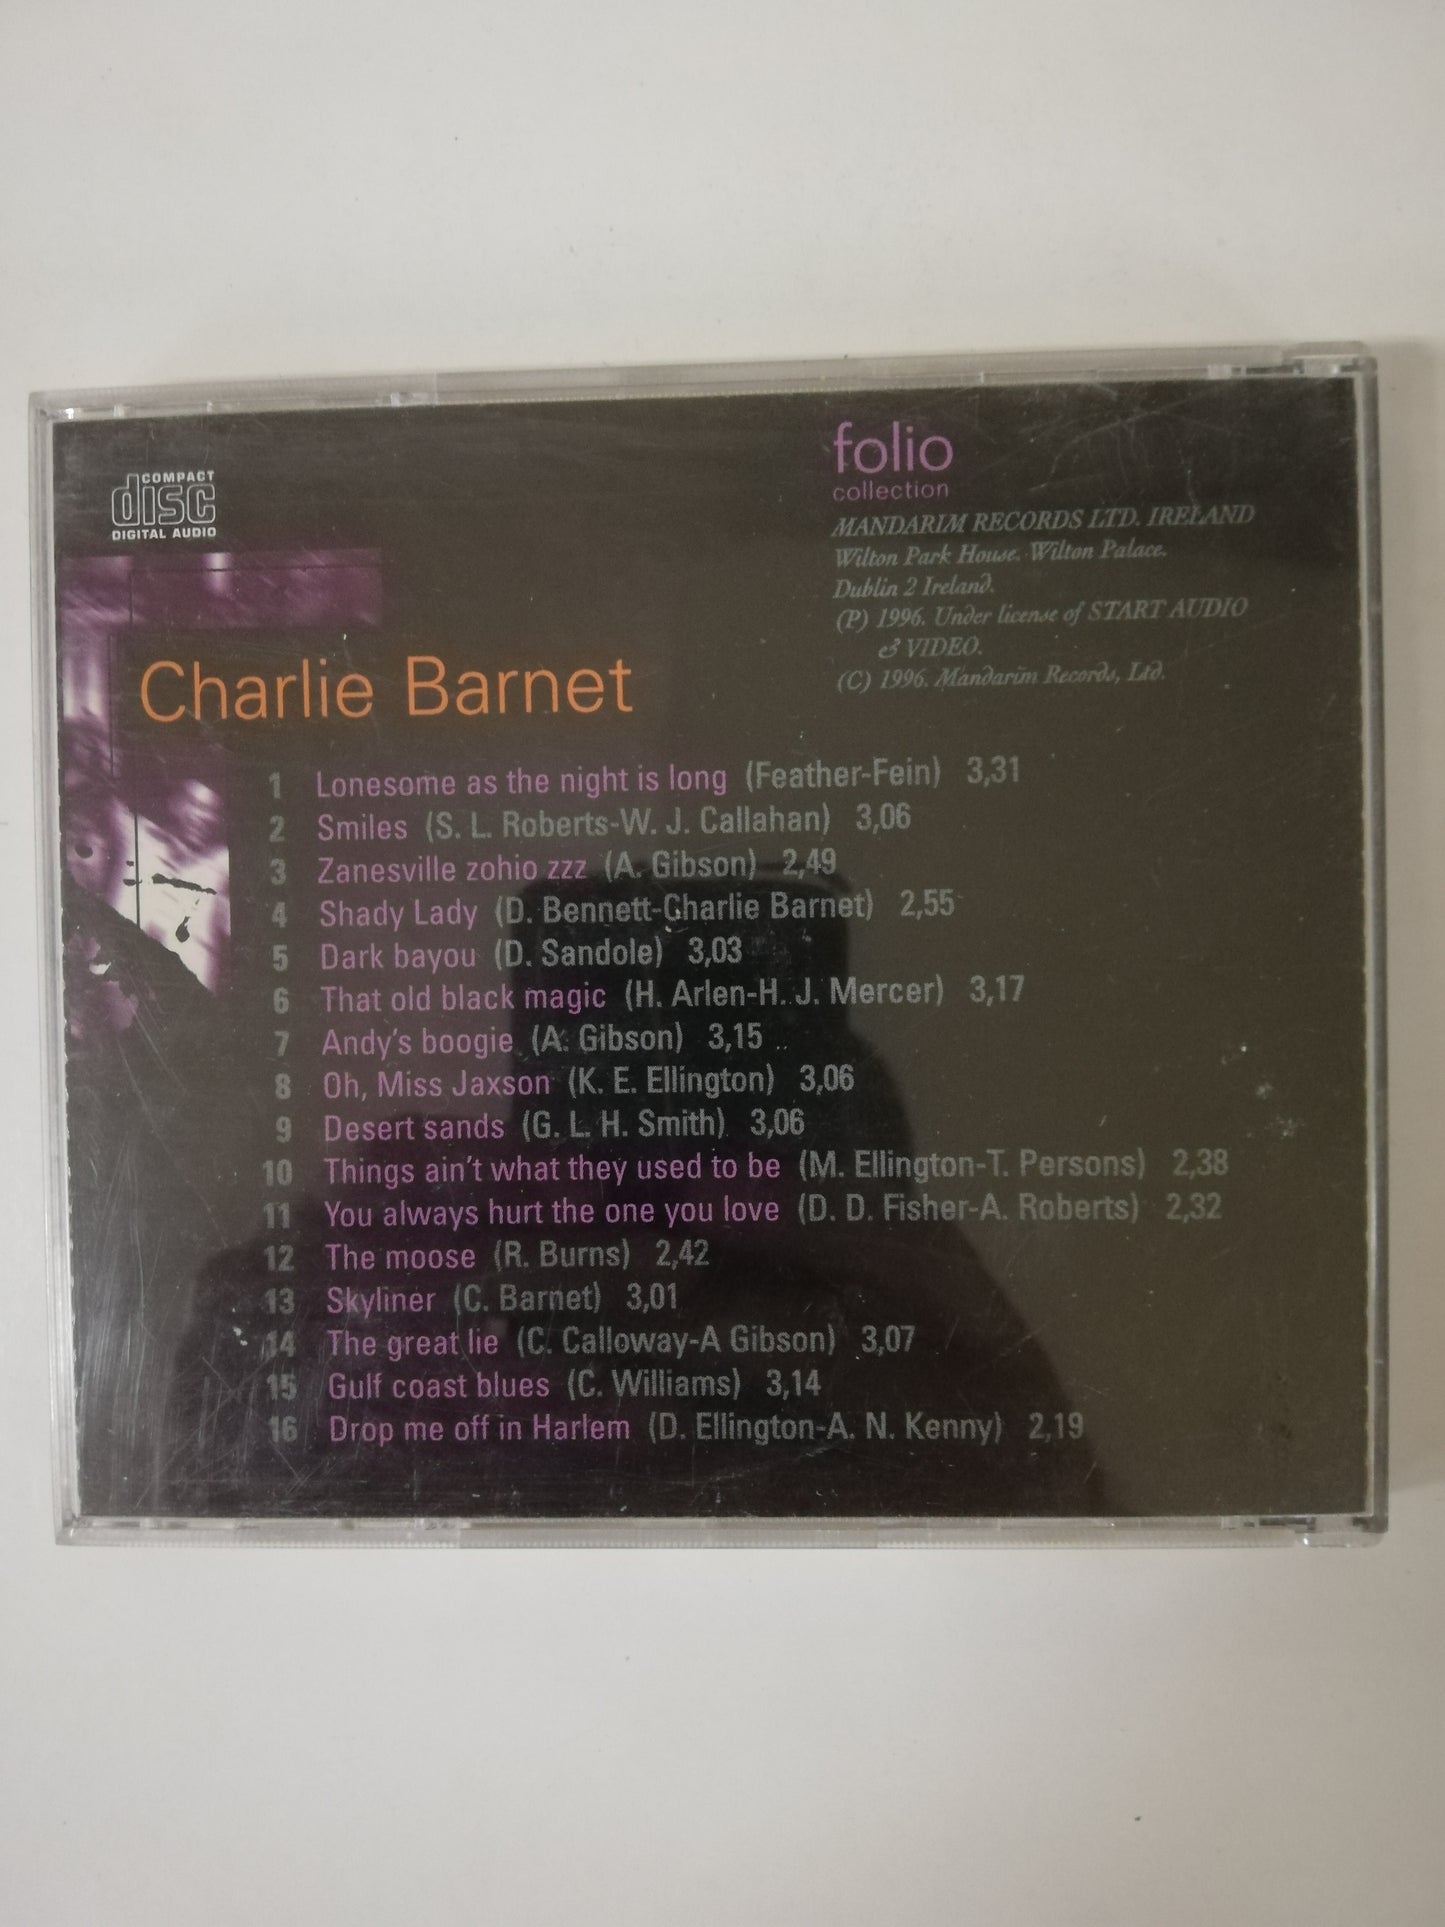 COMPACT
disc
DIGITAL AUDIO
folio
collection
MANDARIM RECORDS LTD. IRELAND
Wilton Park House. Wilton Palace.
Dublin 2 Ireland.
(P) 1996. Under license of START AUDIO
& VIDEO.
(C) 1996. Mandarim Records, Ltd.
Charlie Barnet
1 Lonesome as the night is long (Feather-Fein) 3,31
2 Smiles (S. L. Roberts-W. J. Callahan) 3,06
3 Zanesville zohio zzz (A. Gibson) 2,49
4 Shady Lady (D. Bennett-Charlie Barnet) 2,55
5 Dark bayou (D. Sandole) 3,03
6 That old black magic (H. Arlen-H. J. Mercer) 3,17
7 Andy's boogie (A. Gibson) 3,15
8 Oh, Miss Jaxson (K. E. Ellington) 3,06
9 Desert sands (G. L. H. Smith) 3,06
10 Things ain't what they used to be (M. Ellington-T. Persons) 2,38
11 You always hurt the one you love (D. D. Fisher-A. Roberts) 2,32
12 The moose (R. Burns) 2,42
13 Skyliner (C. Barnet) 3,01
14 The great lie (C. Calloway-A Gibson) 3,07
15 Gulf coast blues (C. Williams) 3,14
16 Drop me off in Harlem (D. Ellington-A. N. Kenny) 2,19